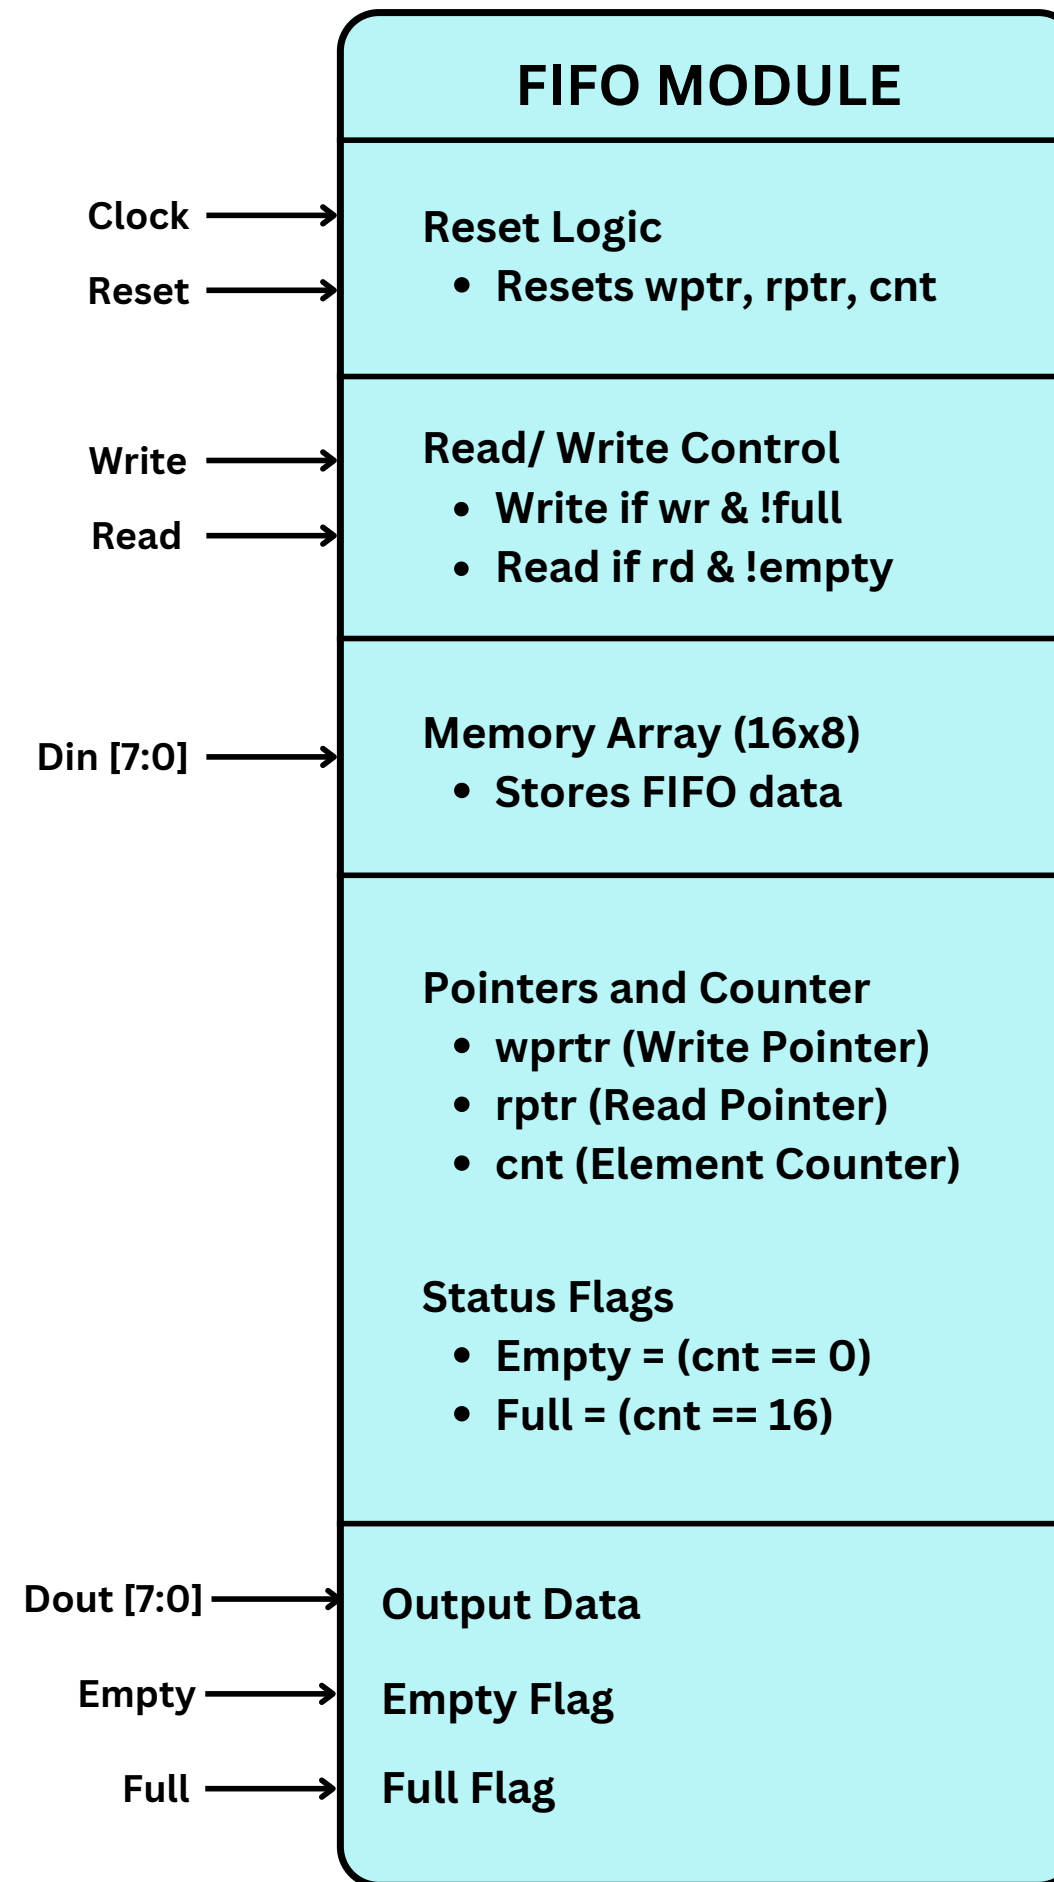 FIFO MODULE
Clock
Reset
Reset Logic
• Resets wptr, rptr, cnt
Write
Read
Read/ Write Control
• Write if wr & !full
• Read if rd & !empty
Din [7:0]
Memory Array (16x8)
• Stores FIFO data
Pointers and Counter
• wprtr (Write Pointer)
• rptr (Read Pointer)
• cnt (Element Counter)
Status Flags
• Empty = (cnt == 0)
• Full = (cnt == 16)
Dout [7:0]
Output Data
Empty
Empty Flag
Full
Full Flag